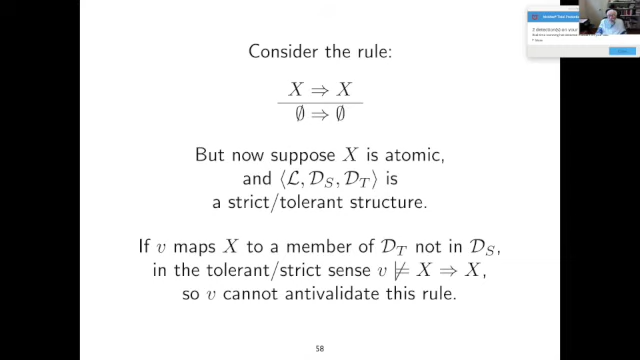 Consider the rule:
X ⇒ X
∅ ⇒ ∅
But now suppose X is atomic,
and ⟨ℒ, 𝒟_S, 𝒟_T⟩ is
a strict/tolerant structure.
If v maps X to a member of 𝒟_T not in 𝒟_S,
in the tolerant/strict sense v ⊭ X ⇒ X,
so v cannot antivalidate this rule.
58